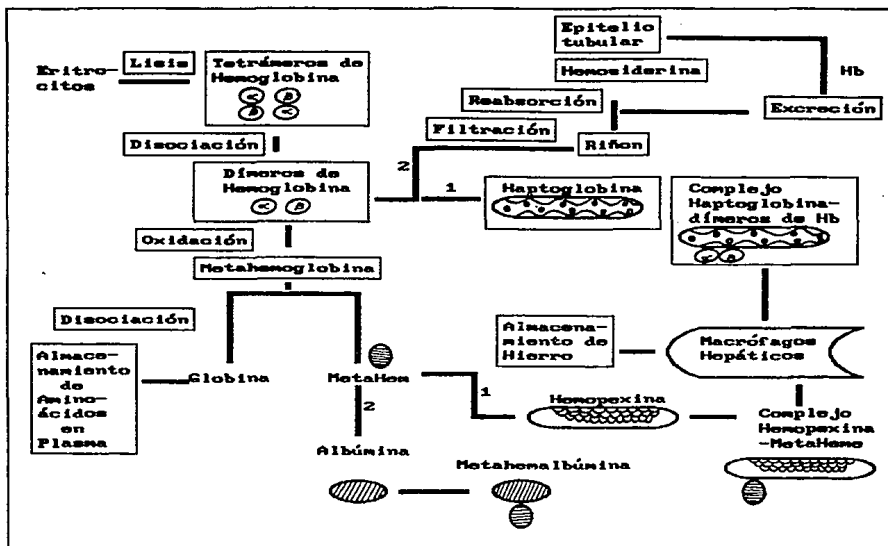 Eritro-
citos
Lisis
Tetrámeros de
Hemoglobina
α β
β α
Disociación
Dímeros de
Hemoglobina
α β
Oxidación
Metahemoglobina
Disociación
Almace-
namiento
de
Amino-
ácidos
en
Plasma
Globina
MetaHem
2
1
Albúmina
Metahemalbúmina
Epitelio
tubular
Hemosiderina
Hb
Reabsorción
Excreción
Filtración
Riñon
2
1
Haptoglobina
Complejo
Haptoglobina-
dímeros de Hb
α β
Almacena-
miento de
Hierro
Macrófagos
Hepáticos
Hemopexina
Complejo
Hemopexina
-MetaHeme